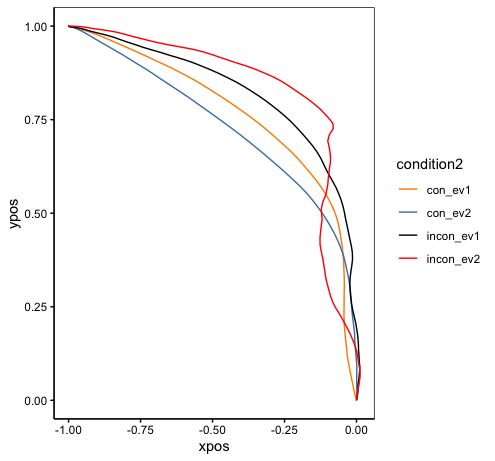 1.00
0.75
0.50
0.25
0.00
ypos
-1.00
-0.75
-0.50
-0.25
0.00
xpos
condition2
con_ev1
con_ev2
incon_ev1
incon_ev2